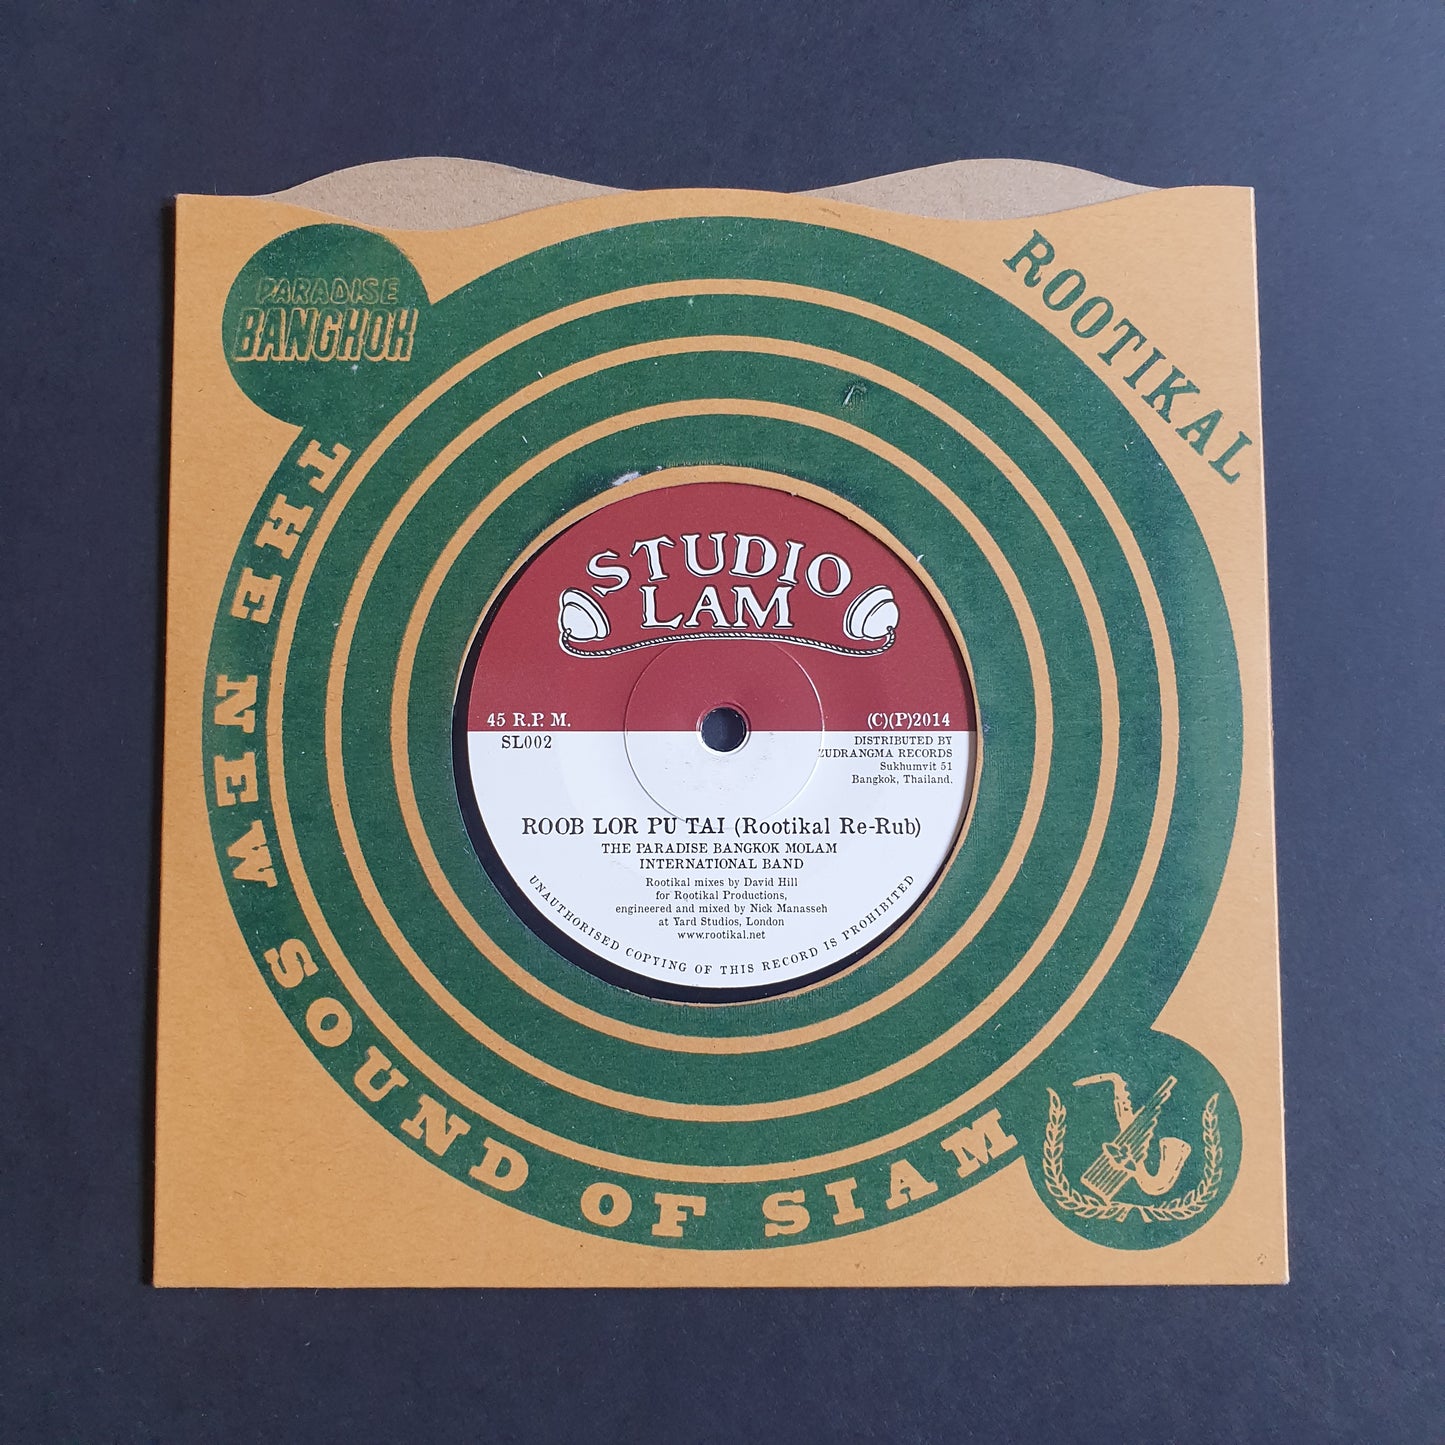 PARADISE
BANGKOK
ROOTIKAL
THE NEW SOUND OF SIAM
STUDIO
LAM
45 R.P. M.
SL002
(C)(P)2014
DISTRIBUTED BY
ZUDRANGMA RECORDS
Sukhumvit 51
Bangkok, Thailand.
ROOB LOR PU TAI (Rootikal Re-Rub)
THE PARADISE BANGKOK MOLAM
INTERNATIONAL BAND
Rootikal mixes by David Hill
for Rootikal Productions,
engineered and mixed by Nick Manasseh
at Yard Studios, London
www.rootikal.net
UNAUTHORISED COPYING OF THIS RECORD IS PROHIBITED